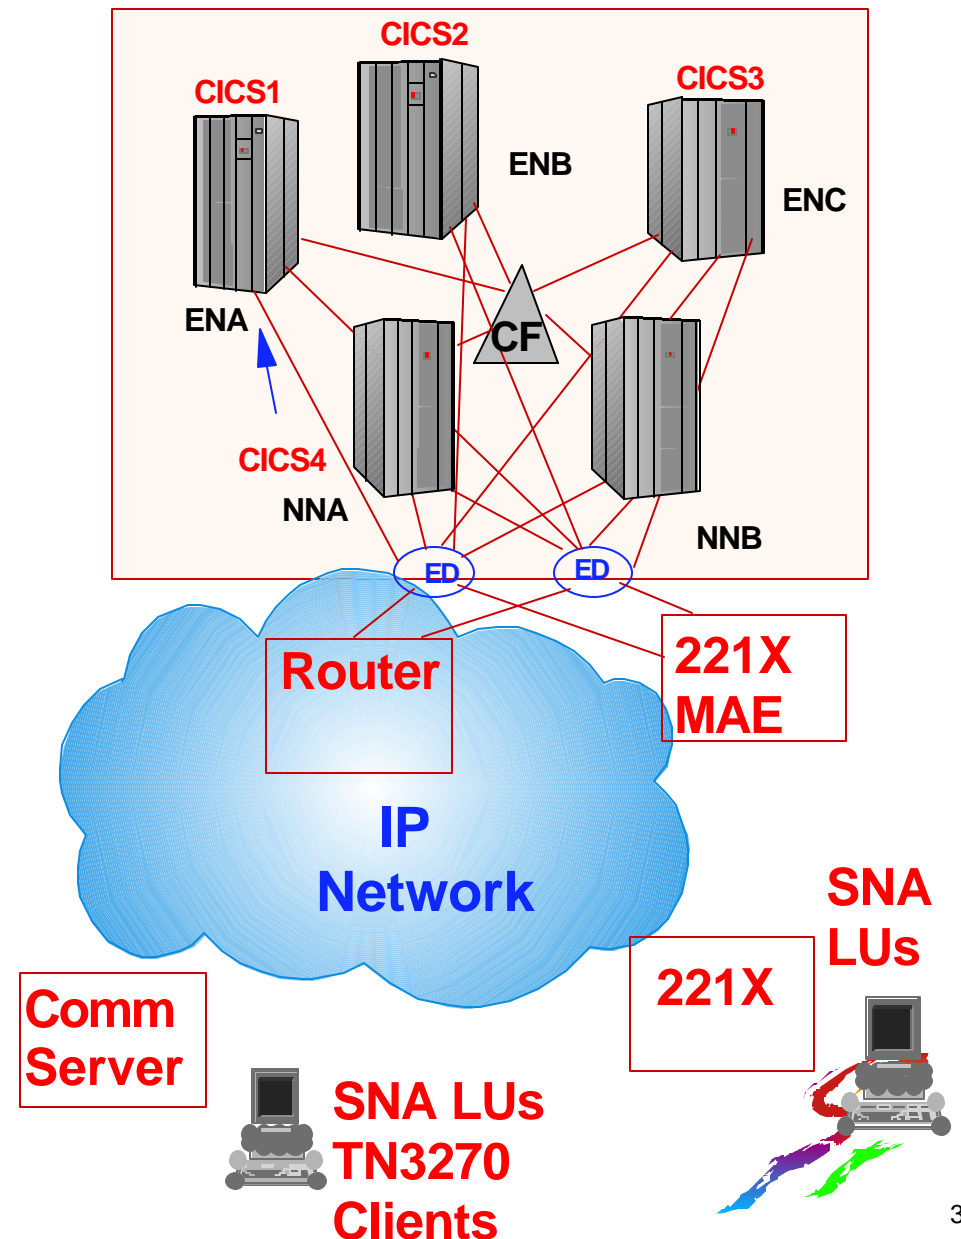 CICS2
CICS1
CICS3
ENB
ENC
ENA
CF
CICS4
NNA
NNB
ED
ED
Router
221X
MAE
IP
Network
SNA
LUs
221X
Comm
Server
SNA LUs
TN3270
Clients
3